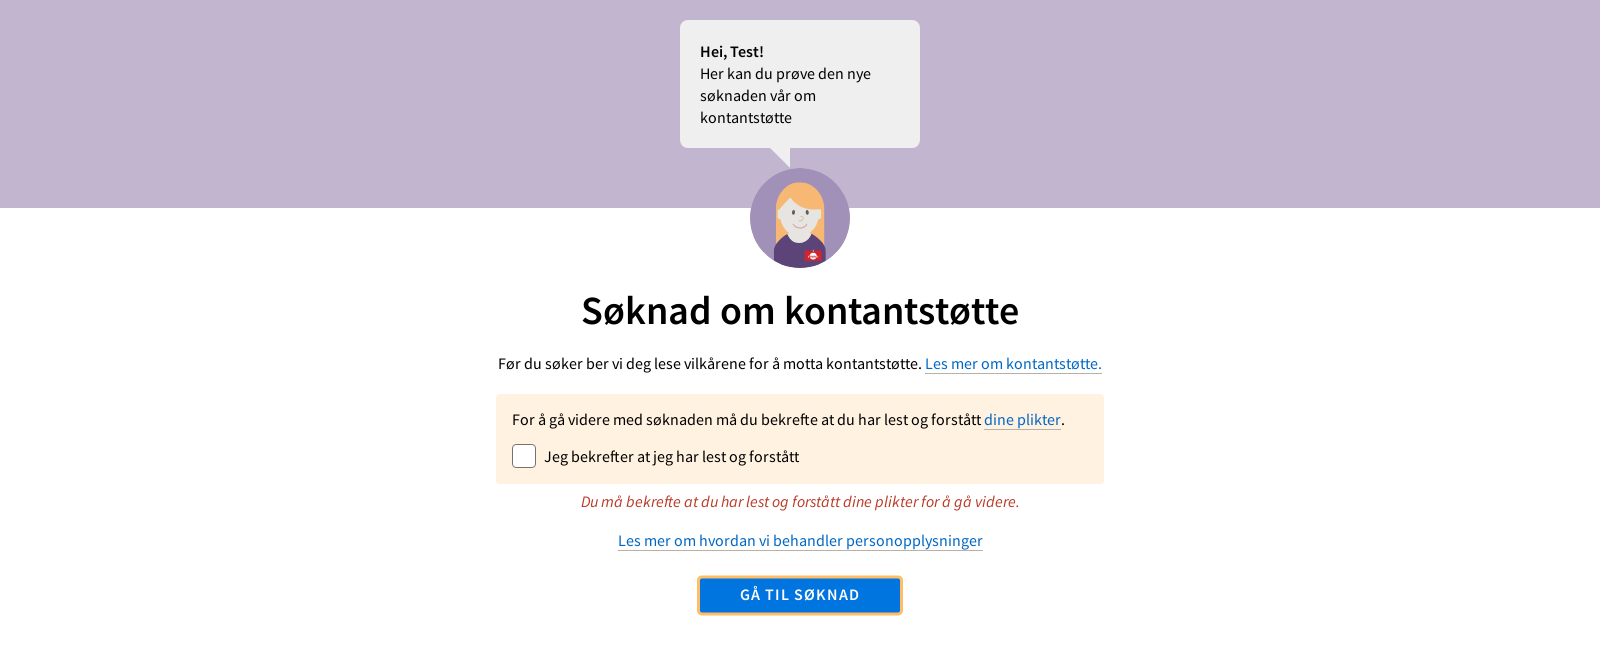 Hei, Test!
Her kan du prøve den nye
søknaden vår om
kontantstøtte
Søknad om kontantstøtte
Før du søker ber vi deg lese vilkårene for å motta kontantstøtte. Les mer om kontantstøtte.
For å gå videre med søknaden må du bekrefte at du har lest og forstått dine plikter.
Jeg bekrefter at jeg har lest og forstått
Du må bekrefte at du har lest og forstått dine plikter for å gå videre.
Les mer om hvordan vi behandler personopplysninger
GÅ TIL SØKNAD